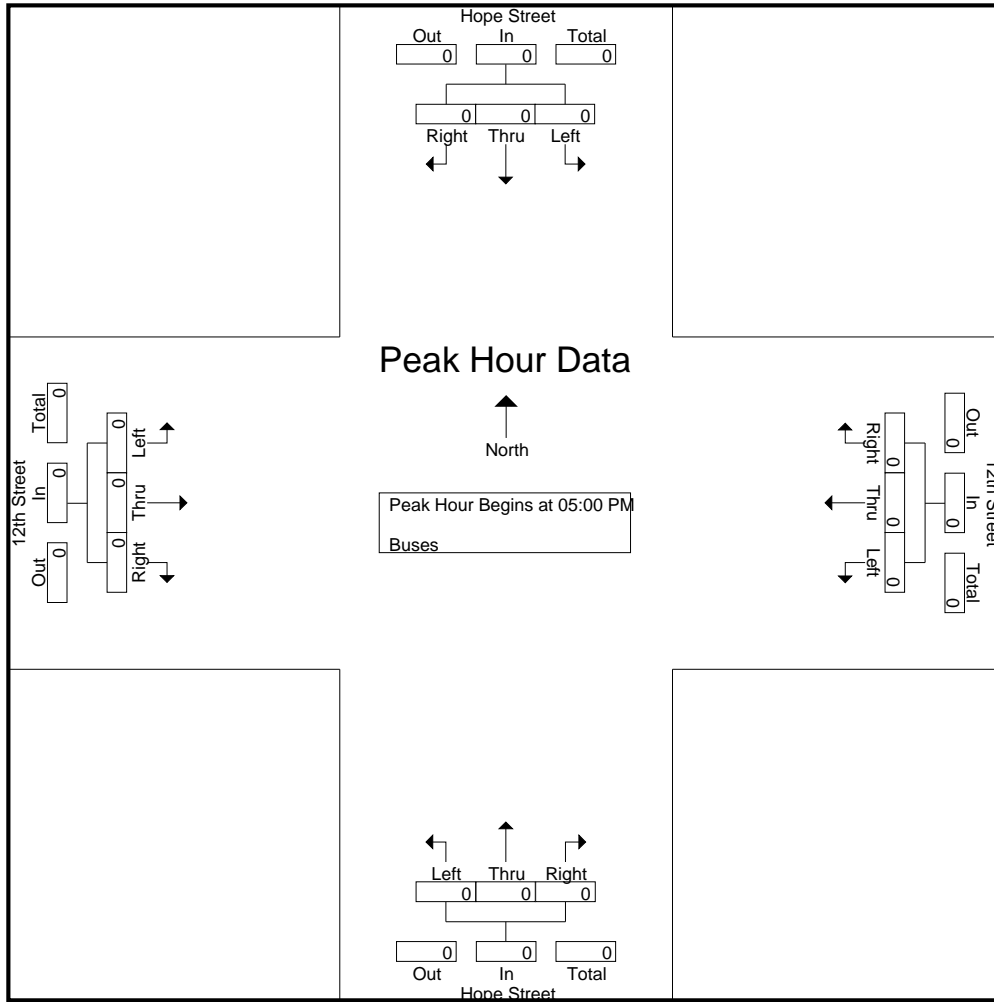 Hope Street
Out In Total
0 0 0
0 0 0
Right Thru Left
Peak Hour Data
North
Peak Hour Begins at 05:00 PM
Buses
12th Street
Out In Total
0 0 0
0 0 0
Right Thru Left
12th Street
Out In Total
0 0 0
0 0 0
Right Thru Left
Left Thru Right
0 0 0
0 0 0
Out In Total
Hope Street